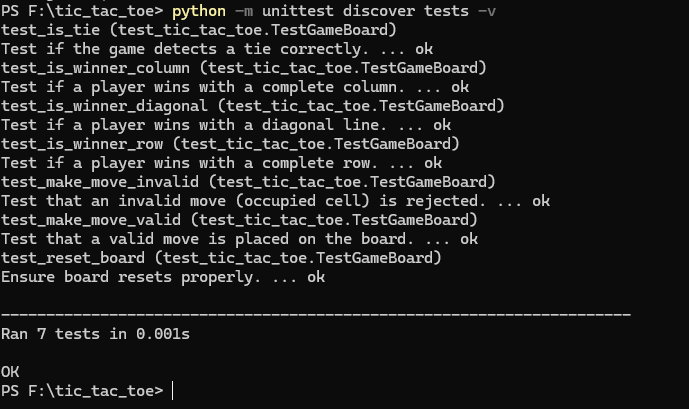 PS F:\tic_tac_toe> python -m unittest discover tests -v
test_is_tie (test_tic_tac_toe.TestGameBoard)
Test if the game detects a tie correctly. ... ok
test_is_winner_column (test_tic_tac_toe.TestGameBoard)
Test if a player wins with a complete column. ... ok
test_is_winner_diagonal (test_tic_tac_toe.TestGameBoard)
Test if a player wins with a diagonal line. ... ok
test_is_winner_row (test_tic_tac_toe.TestGameBoard)
Test if a player wins with a complete row. ... ok
test_make_move_invalid (test_tic_tac_toe.TestGameBoard)
Test that an invalid move (occupied cell) is rejected. ... ok
test_make_move_valid (test_tic_tac_toe.TestGameBoard)
Test that a valid move is placed on the board. ... ok
test_reset_board (test_tic_tac_toe.TestGameBoard)
Ensure board resets properly. ... ok
----------------------------------------------------------------------
Ran 7 tests in 0.001s
OK
PS F:\tic_tac_toe>